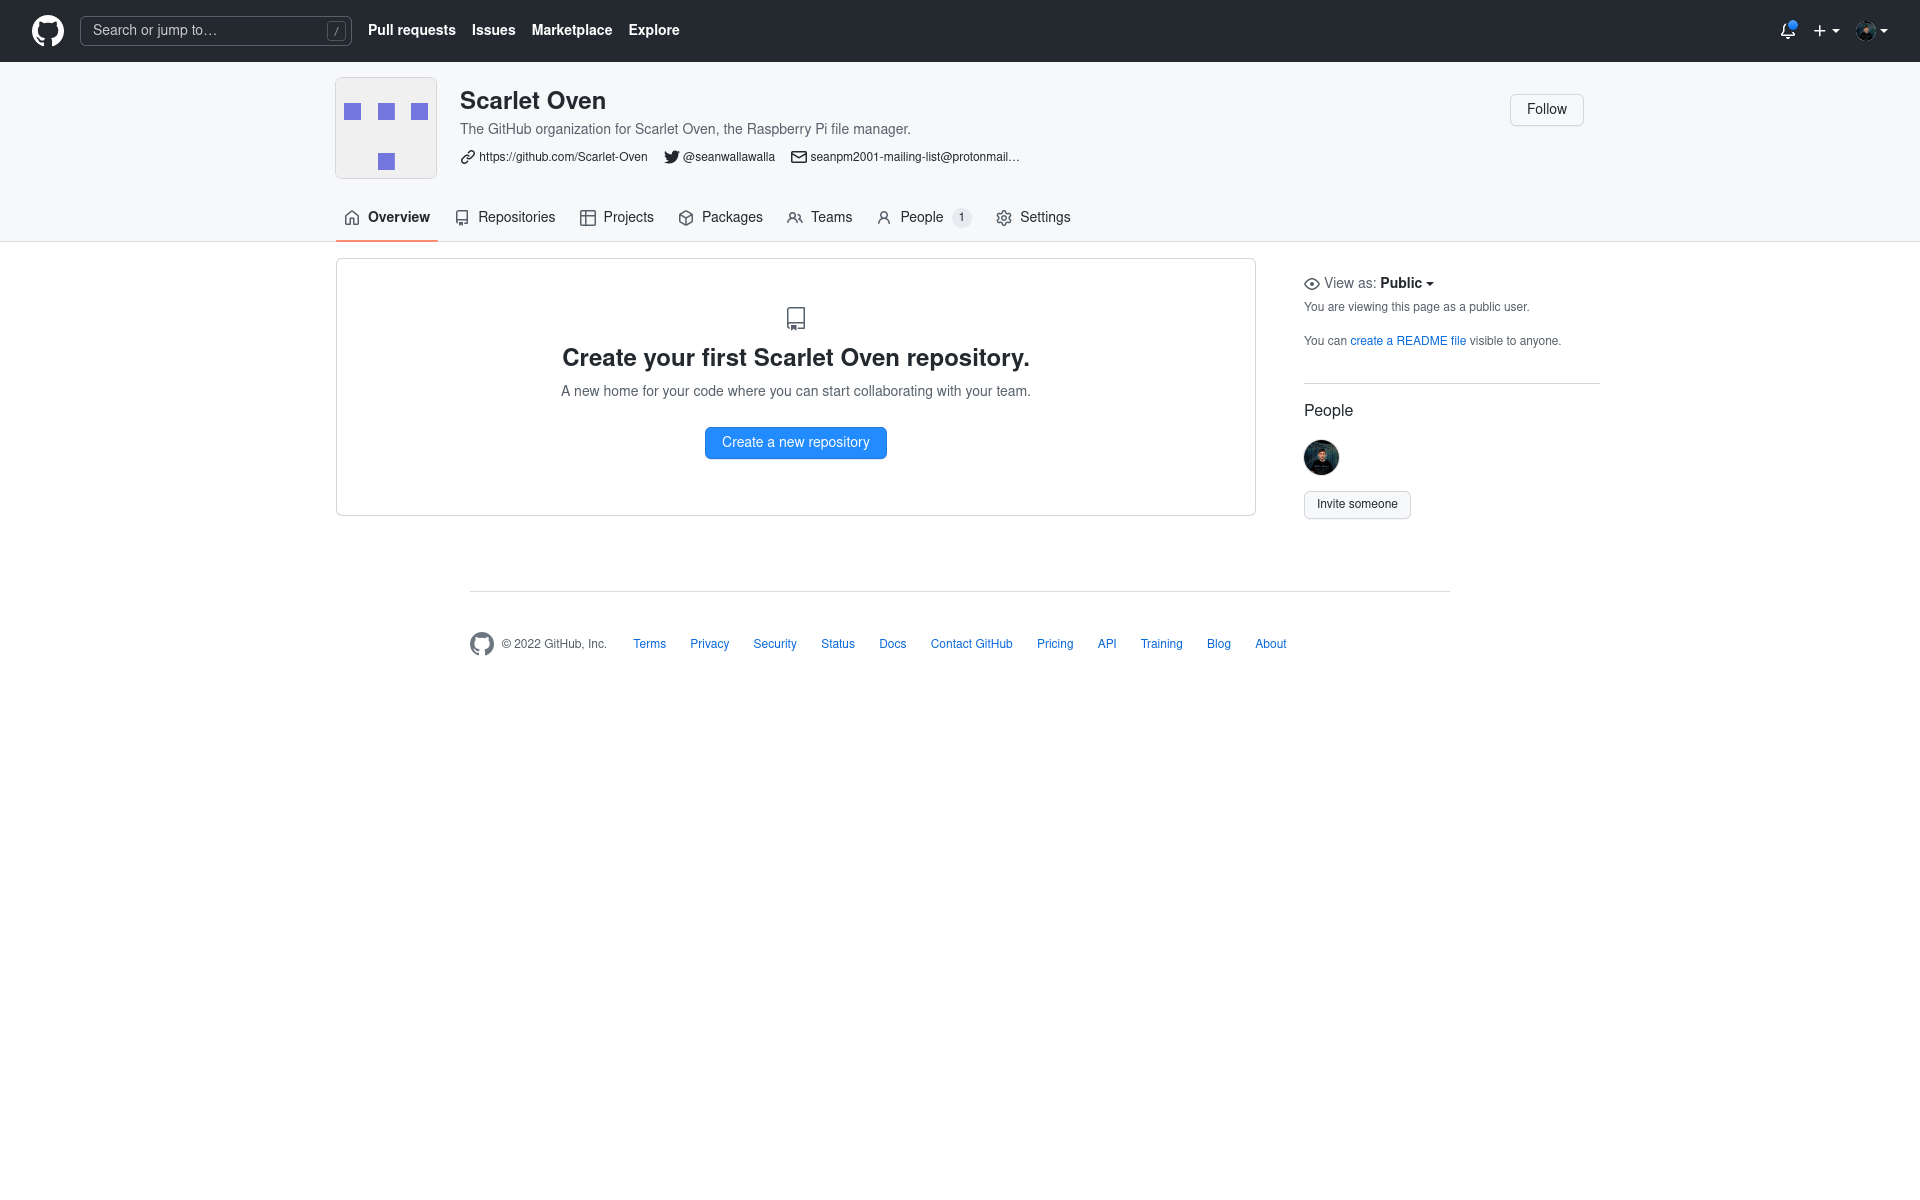 Search or jump to… /
Pull requests Issues Marketplace Explore
Scarlet Oven
Follow
The GitHub organization for Scarlet Oven, the Raspberry Pi file manager.
https://github.com/Scarlet-Oven @seanwallawalla seanpm2001-mailing-list@protonmail…
Overview Repositories Projects Packages Teams People 1 Settings
Create your first Scarlet Oven repository.
A new home for your code where you can start collaborating with your team.
Create a new repository
View as: Public
You are viewing this page as a public user.
You can create a README file visible to anyone.
People
Invite someone
© 2022 GitHub, Inc. Terms Privacy Security Status Docs Contact GitHub Pricing API Training Blog About